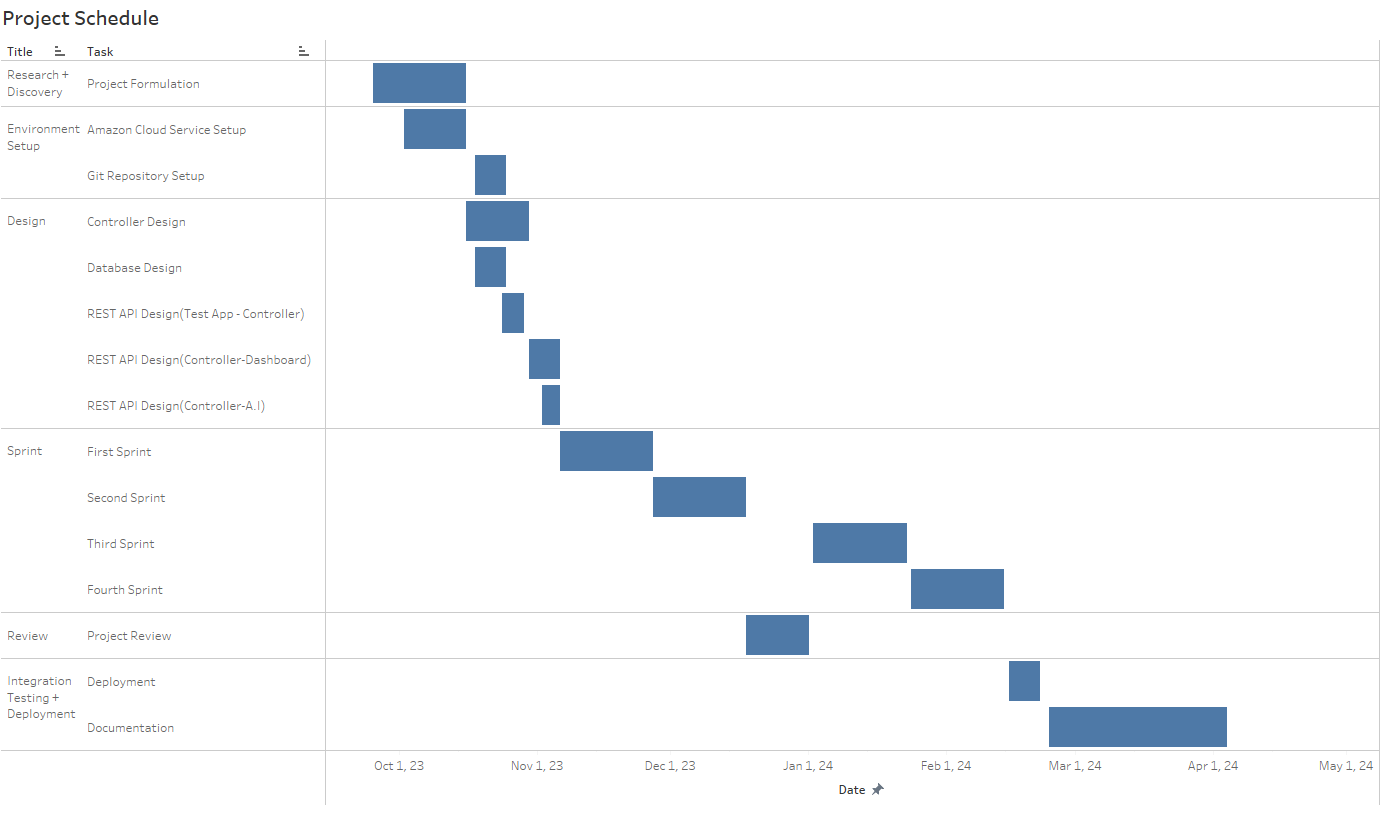 Project Schedule
Title Task
Research +
Discovery
Project Formulation
Environment
Setup
Amazon Cloud Service Setup
Git Repository Setup
Design
Controller Design
Database Design
REST API Design(Test App - Controller)
REST API Design(Controller-Dashboard)
REST API Design(Controller-A.I)
Sprint
First Sprint
Second Sprint
Third Sprint
Fourth Sprint
Review
Project Review
Integration
Testing +
Deployment
Deployment
Documentation
Oct 1, 23 Nov 1, 23 Dec 1, 23 Jan 1, 24 Feb 1, 24 Mar 1, 24 Apr 1, 24 May 1, 24
Date